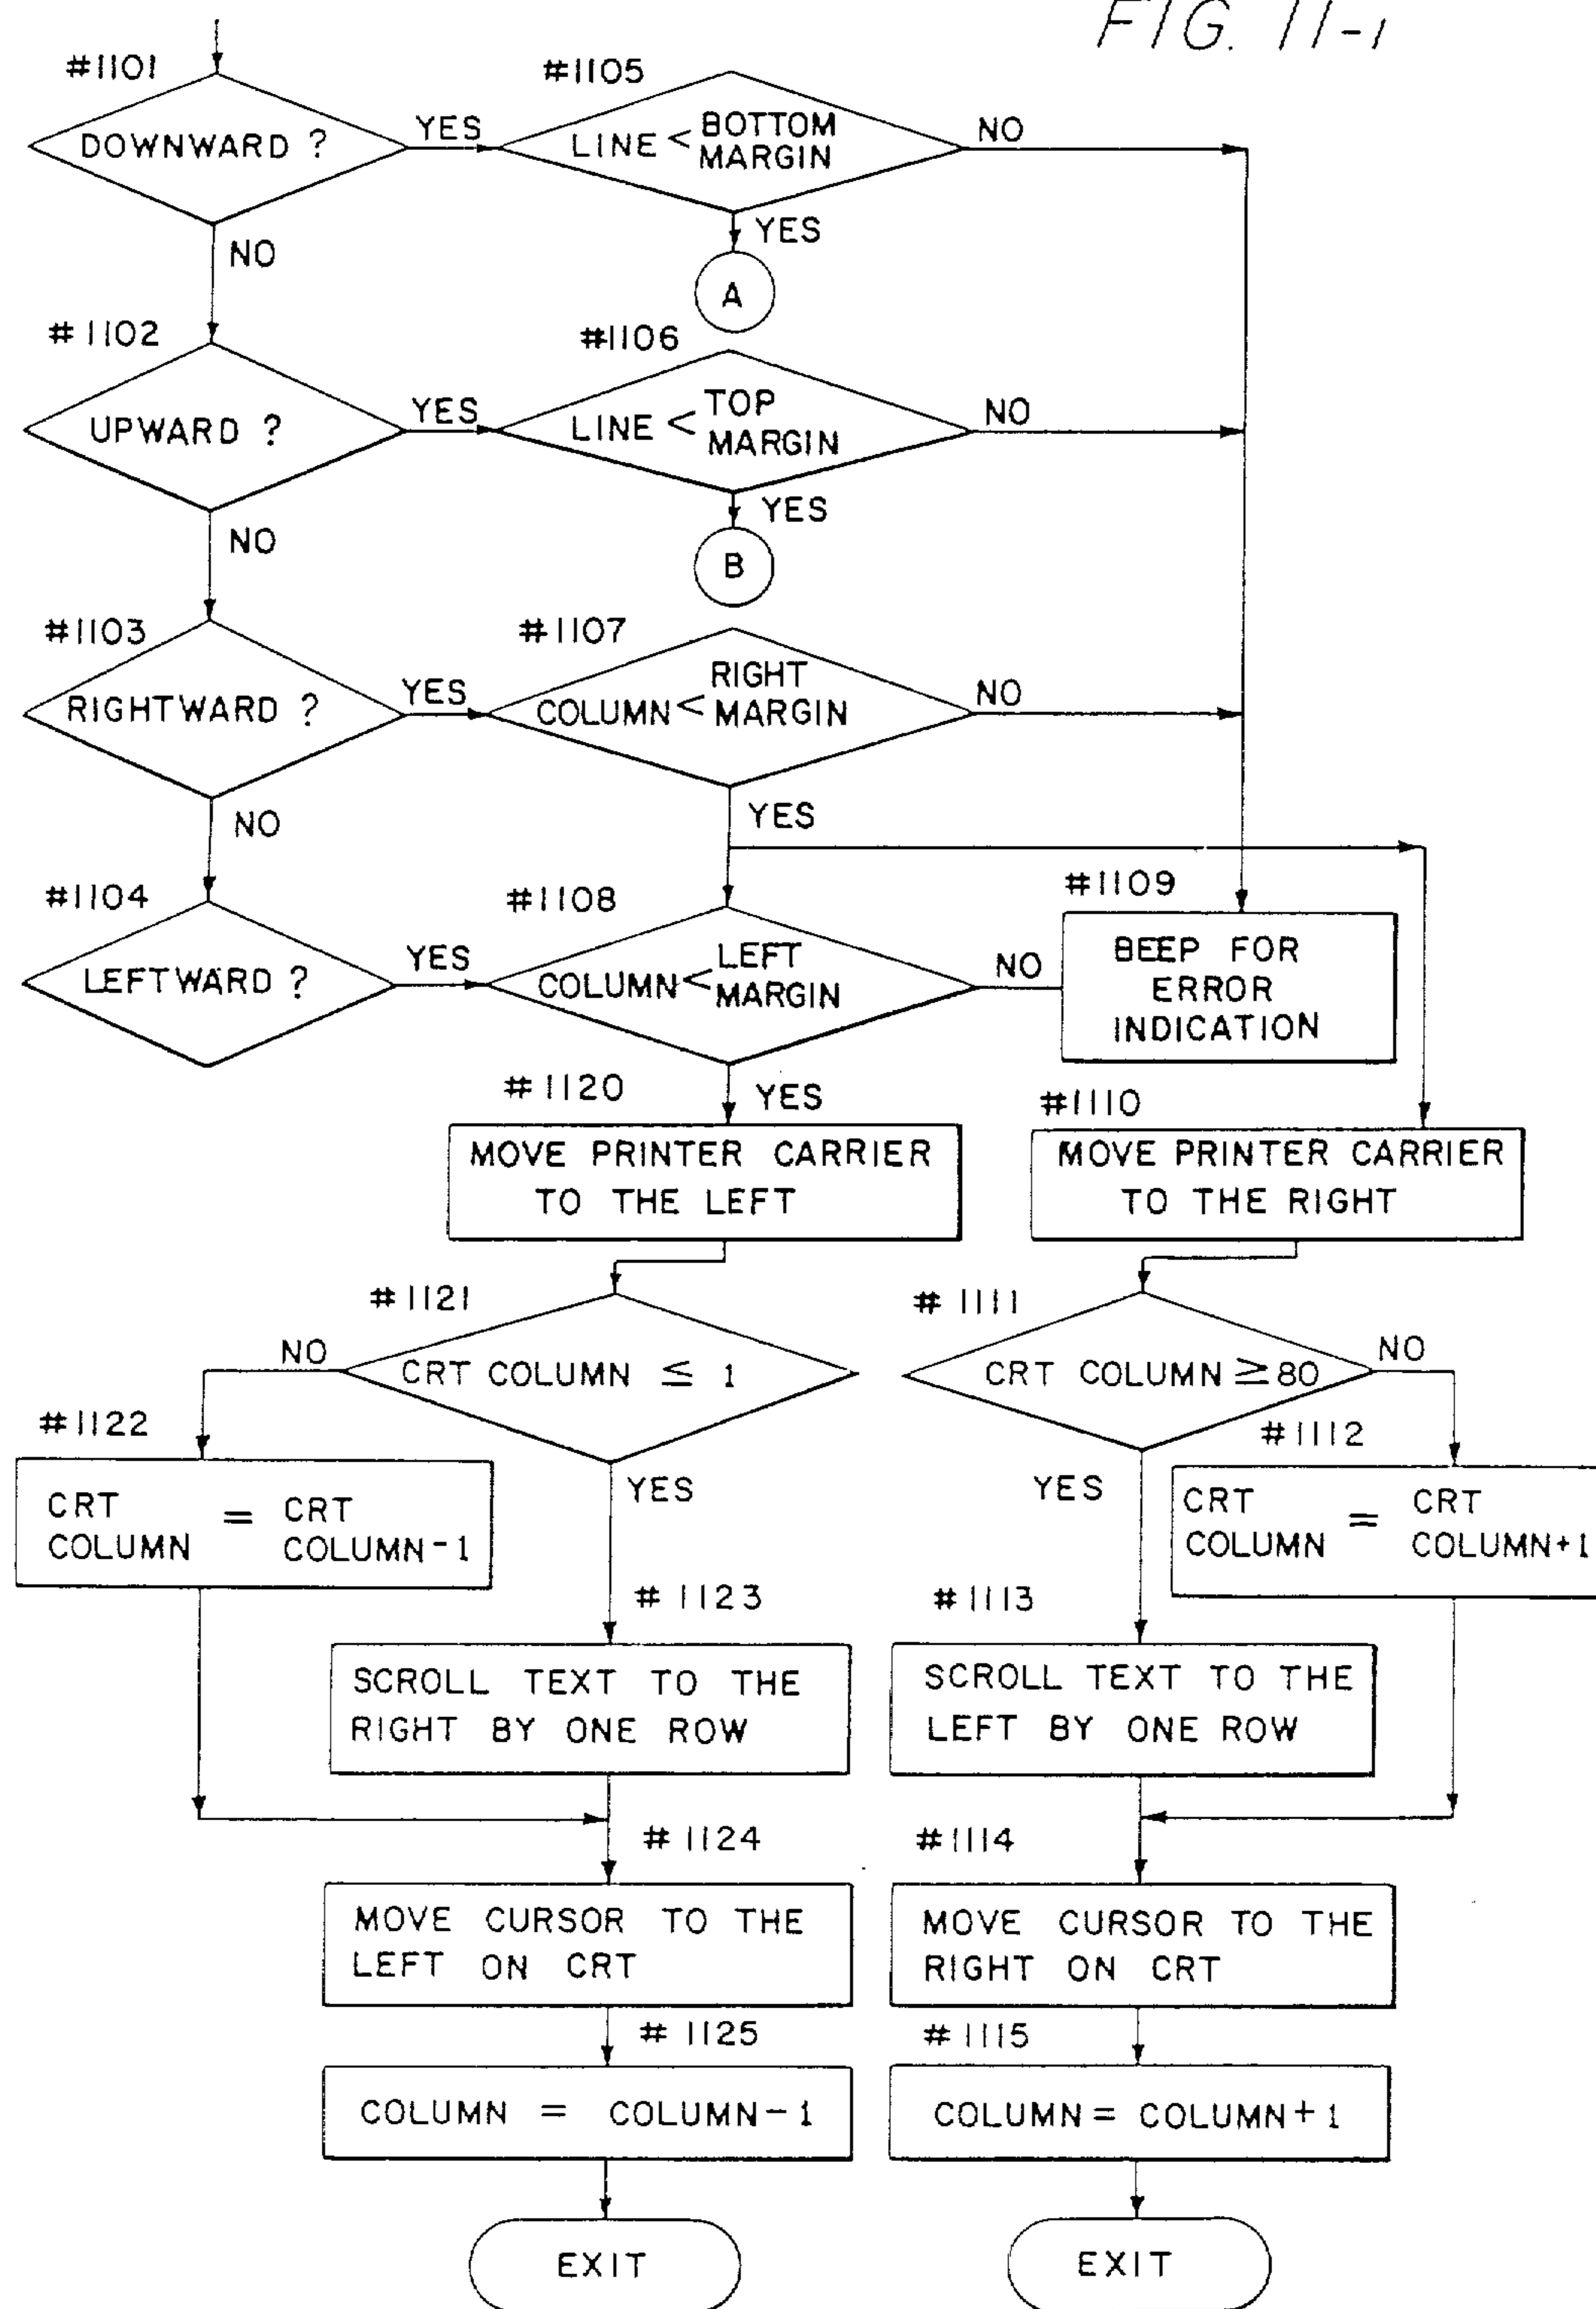 FIG. 11-1
#1101
#1105
DOWNWARD ?
YES
LINE < BOTTOM
MARGIN
NO
NO
YES
A
#1102
#1106
UPWARD ?
YES
LINE < TOP
MARGIN
NO
NO
YES
B
#1103
#1107
RIGHTWARD ?
YES
COLUMN < RIGHT
MARGIN
NO
NO
YES
#1104
#1108
#1109
LEFTWARD ?
YES
COLUMN < LEFT
MARGIN
NO
BEEP FOR
ERROR
INDICATION
#1120
YES
#1110
MOVE PRINTER CARRIER
TO THE LEFT
MOVE PRINTER CARRIER
TO THE RIGHT
#1121
#1111
NO
CRT COLUMN ≤ 1
CRT COLUMN ≥ 80
NO
#1122
#1112
YES
YES
CRT
COLUMN = CRT
COLUMN-1
CRT
COLUMN = CRT
COLUMN+1
#1123
#1113
SCROLL TEXT TO THE
RIGHT BY ONE ROW
SCROLL TEXT TO THE
LEFT BY ONE ROW
#1124
#1114
MOVE CURSOR TO THE
LEFT ON CRT
MOVE CURSOR TO THE
RIGHT ON CRT
#1125
#1115
COLUMN = COLUMN-1
COLUMN = COLUMN+1
EXIT
EXIT